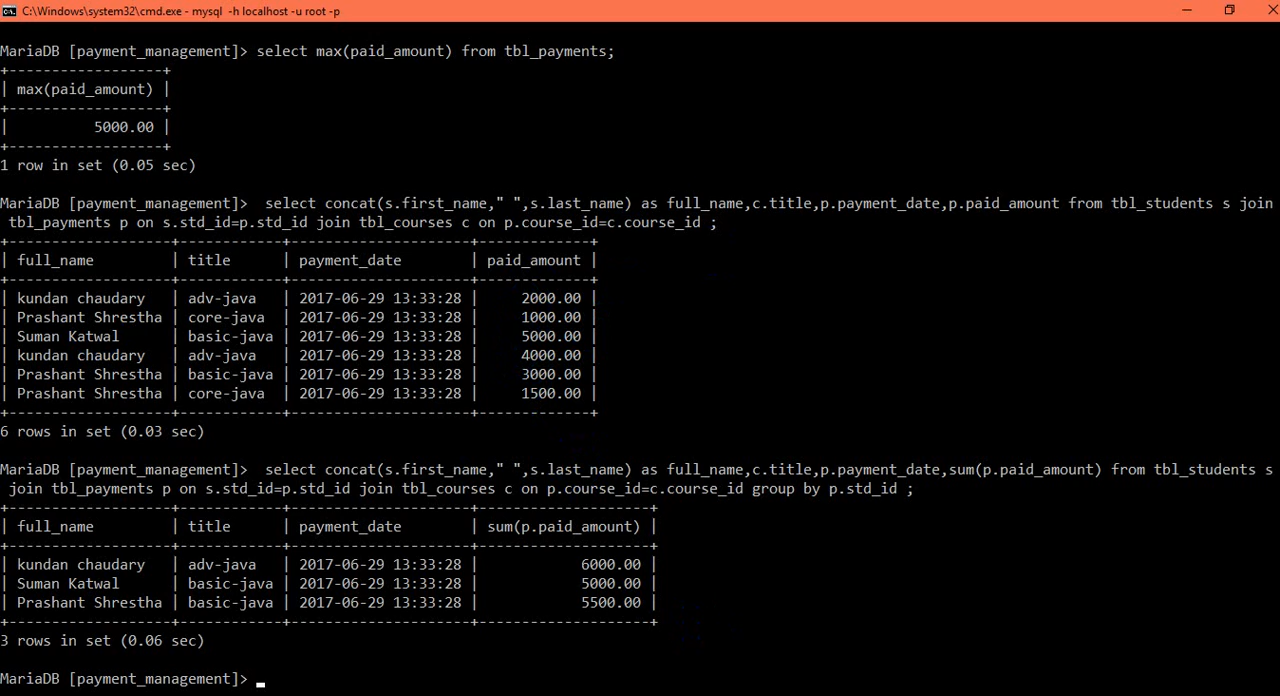 C:\Windows\system32\cmd.exe - mysql -h localhost -u root -p
MariaDB [payment_management]> select max(paid_amount) from tbl_payments;
+------------------+
| max(paid_amount) |
+------------------+
|          5000.00 |
+------------------+
1 row in set (0.05 sec)
MariaDB [payment_management]>  select concat(s.first_name," ",s.last_name) as full_name,c.title,p.payment_date,p.paid_amount from tbl_students s join
 tbl_payments p on s.std_id=p.std_id join tbl_courses c on p.course_id=c.course_id ;
+-------------------+------------+---------------------+-------------+
| full_name         | title      | payment_date        | paid_amount |
+-------------------+------------+---------------------+-------------+
| kundan chaudary   | adv-java   | 2017-06-29 13:33:28 |     2000.00 |
| Prashant Shrestha | core-java  | 2017-06-29 13:33:28 |     1000.00 |
| Suman Katwal      | basic-java | 2017-06-29 13:33:28 |     5000.00 |
| kundan chaudary   | adv-java   | 2017-06-29 13:33:28 |     4000.00 |
| Prashant Shrestha | basic-java | 2017-06-29 13:33:28 |     3000.00 |
| Prashant Shrestha | core-java  | 2017-06-29 13:33:28 |     1500.00 |
+-------------------+------------+---------------------+-------------+
6 rows in set (0.03 sec)
MariaDB [payment_management]>  select concat(s.first_name," ",s.last_name) as full_name,c.title,p.payment_date,sum(p.paid_amount) from tbl_students s
 join tbl_payments p on s.std_id=p.std_id join tbl_courses c on p.course_id=c.course_id group by p.std_id ;
+-------------------+------------+---------------------+--------------------+
| full_name         | title      | payment_date        | sum(p.paid_amount) |
+-------------------+------------+---------------------+--------------------+
| kundan chaudary   | adv-java   | 2017-06-29 13:33:28 |            6000.00 |
| Suman Katwal      | basic-java | 2017-06-29 13:33:28 |            5000.00 |
| Prashant Shrestha | basic-java | 2017-06-29 13:33:28 |            5500.00 |
+-------------------+------------+---------------------+--------------------+
3 rows in set (0.06 sec)
MariaDB [payment_management]>